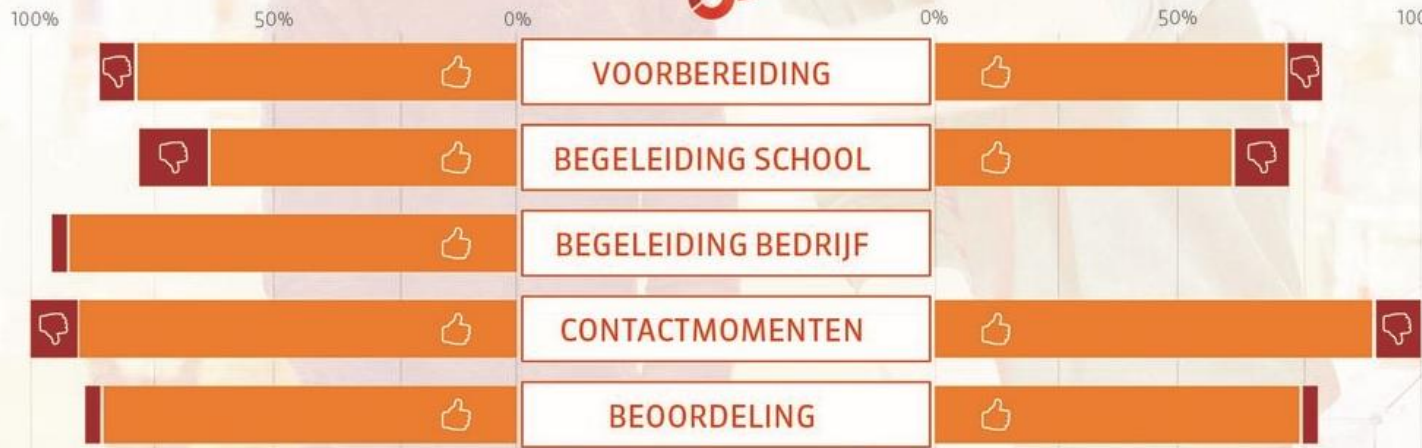 100% 50% 0% 0% 50% 100
VOORBEREIDING
BEGELEIDING SCHOOL
BEGELEIDING BEDRIJF
CONTACTMOMENTEN
BEOORDELING